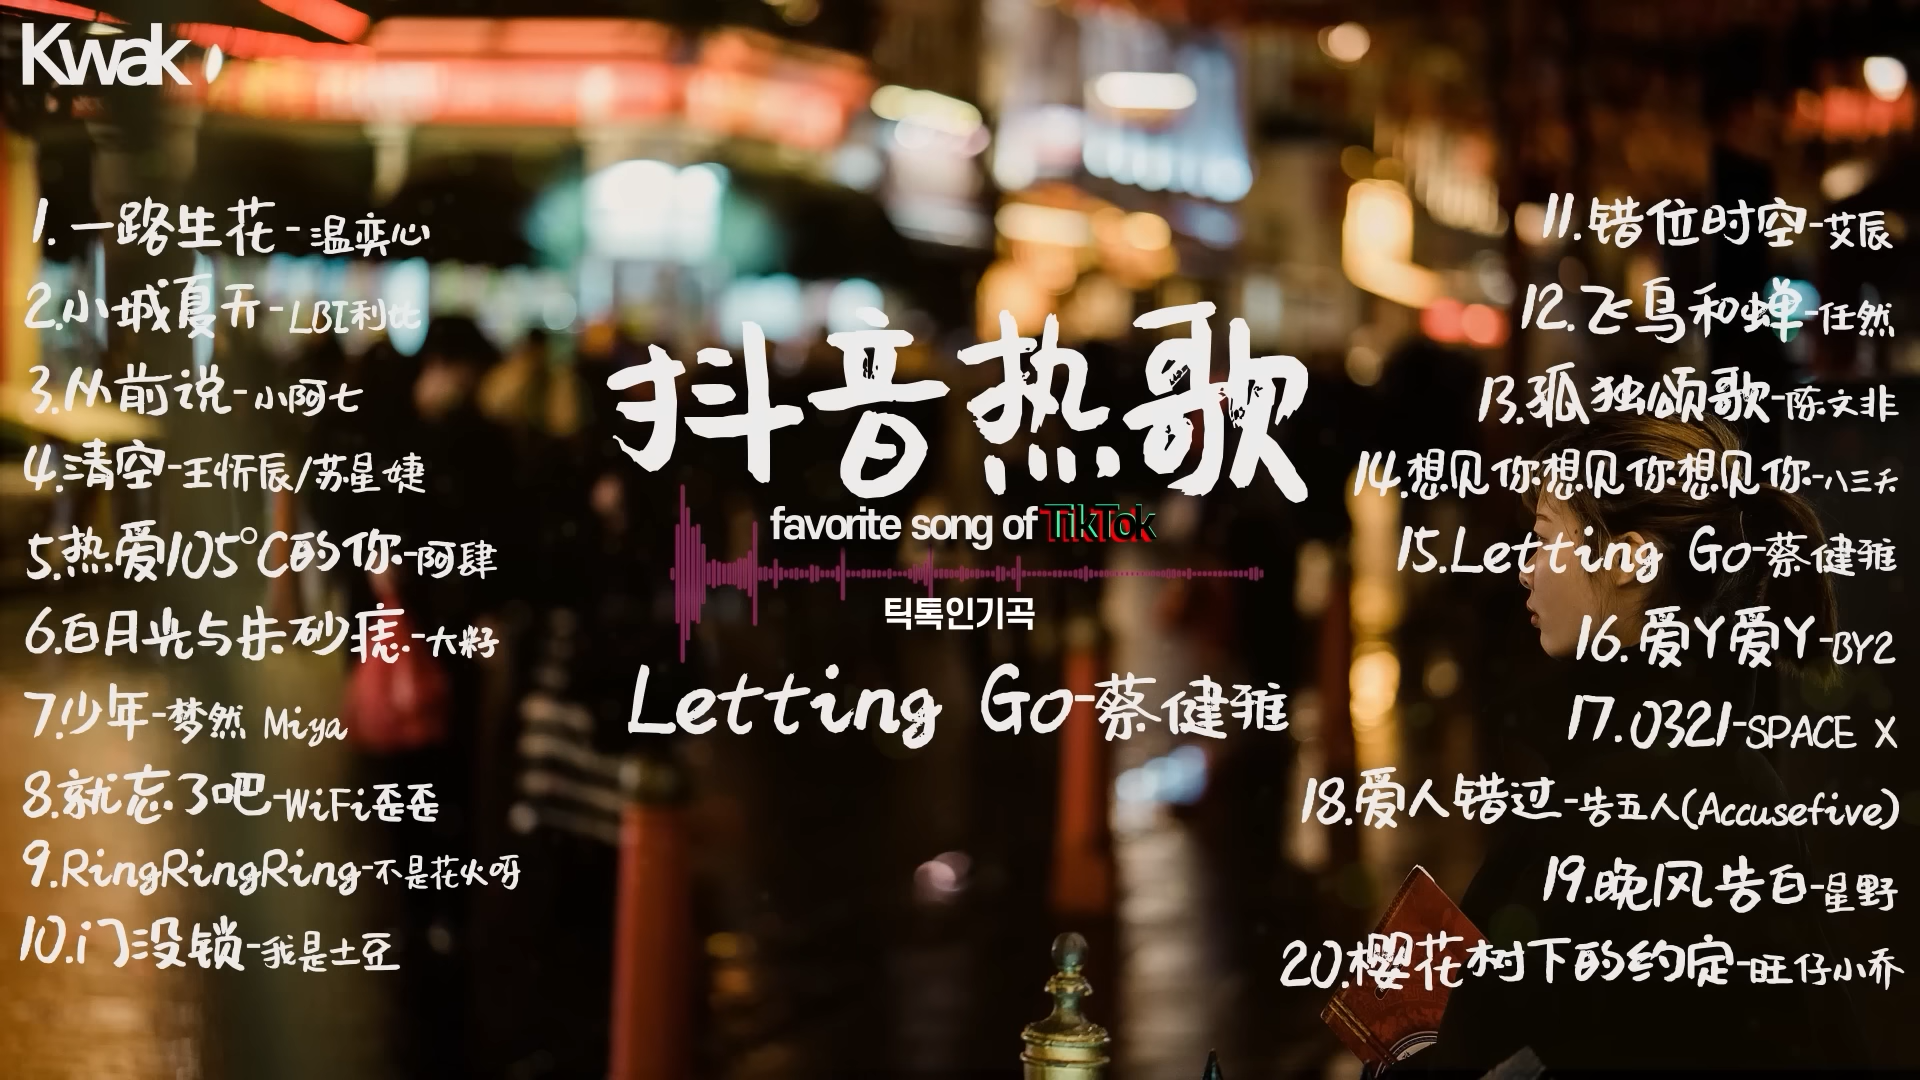 Kwak
1.一路生花-温奕心
2.小城夏天-LBI利比
3.从前说-小阿七
4.清空-王忻辰/苏星婕
5.热爱105°C的你-阿肆
6.白月光与朱砂痣-大籽
7.少年-梦然 Miya
8.就忘了吧-WiFi歪歪
9.RingRingRing-不是花火呀
10.门没锁-我是土豆
抖音热歌
favorite song of TikTok
틱톡인기곡
Letting Go-蔡健雅
11.错位时空-艾辰
12.飞鸟和蝉-任然
13.孤独颂歌-陈文非
14.想见你想见你想见你-八三夭
15.Letting Go-蔡健雅
16.爱丫爱丫-BY2
17.0321-SPACE X
18.爱人错过-告五人(Accusefive)
19.晚风告白-星野
20.樱花树下的约定-旺仔小乔